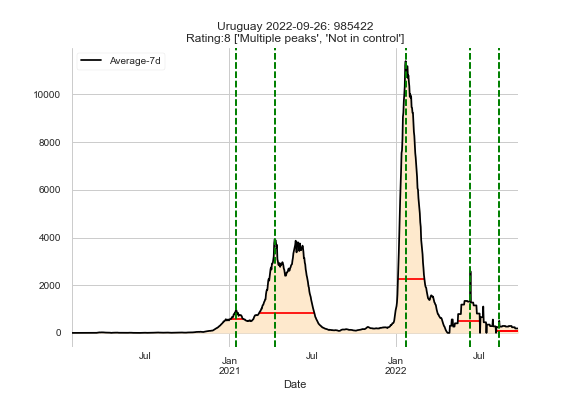 Uruguay 2022-09-26: 985422
Rating:8 ['Multiple peaks', 'Not in control']
Average-7d
10000
8000
6000
4000
2000
0
Jul
Jan
2021
Jul
Jan
2022
Jul
Date